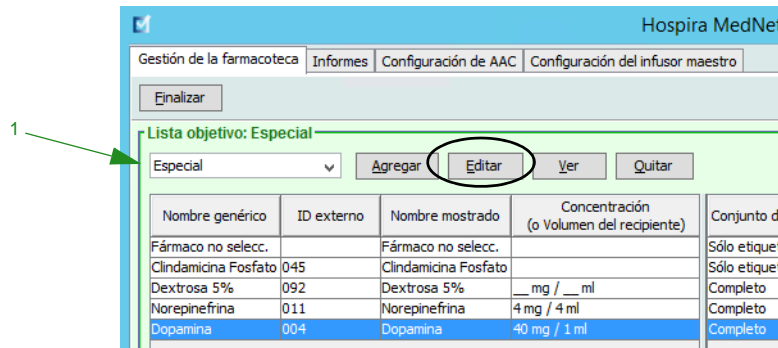 Hospira MedNet
Gestión de la farmacoteca Informes Configuración de AAC Configuración del infusor maestro
Finalizar
1
Lista objetivo: Especial
Especial Agregar Editar Ver Quitar
Nombre genérico ID externo Nombre mostrado Concentración (o Volumen del recipiente) Conjunto d
Fármaco no selecc. Fármaco no selecc. Sólo etique
Clindamicina Fosfato 045 Clindamicina Fosfato Sólo etique
Dextrosa 5% 092 Dextrosa 5% __ mg / __ ml Completo
Norepinefrina 011 Norepinefrina 4 mg / 4 ml Completo
Dopamina 004 Dopamina 40 mg / 1 ml Completo